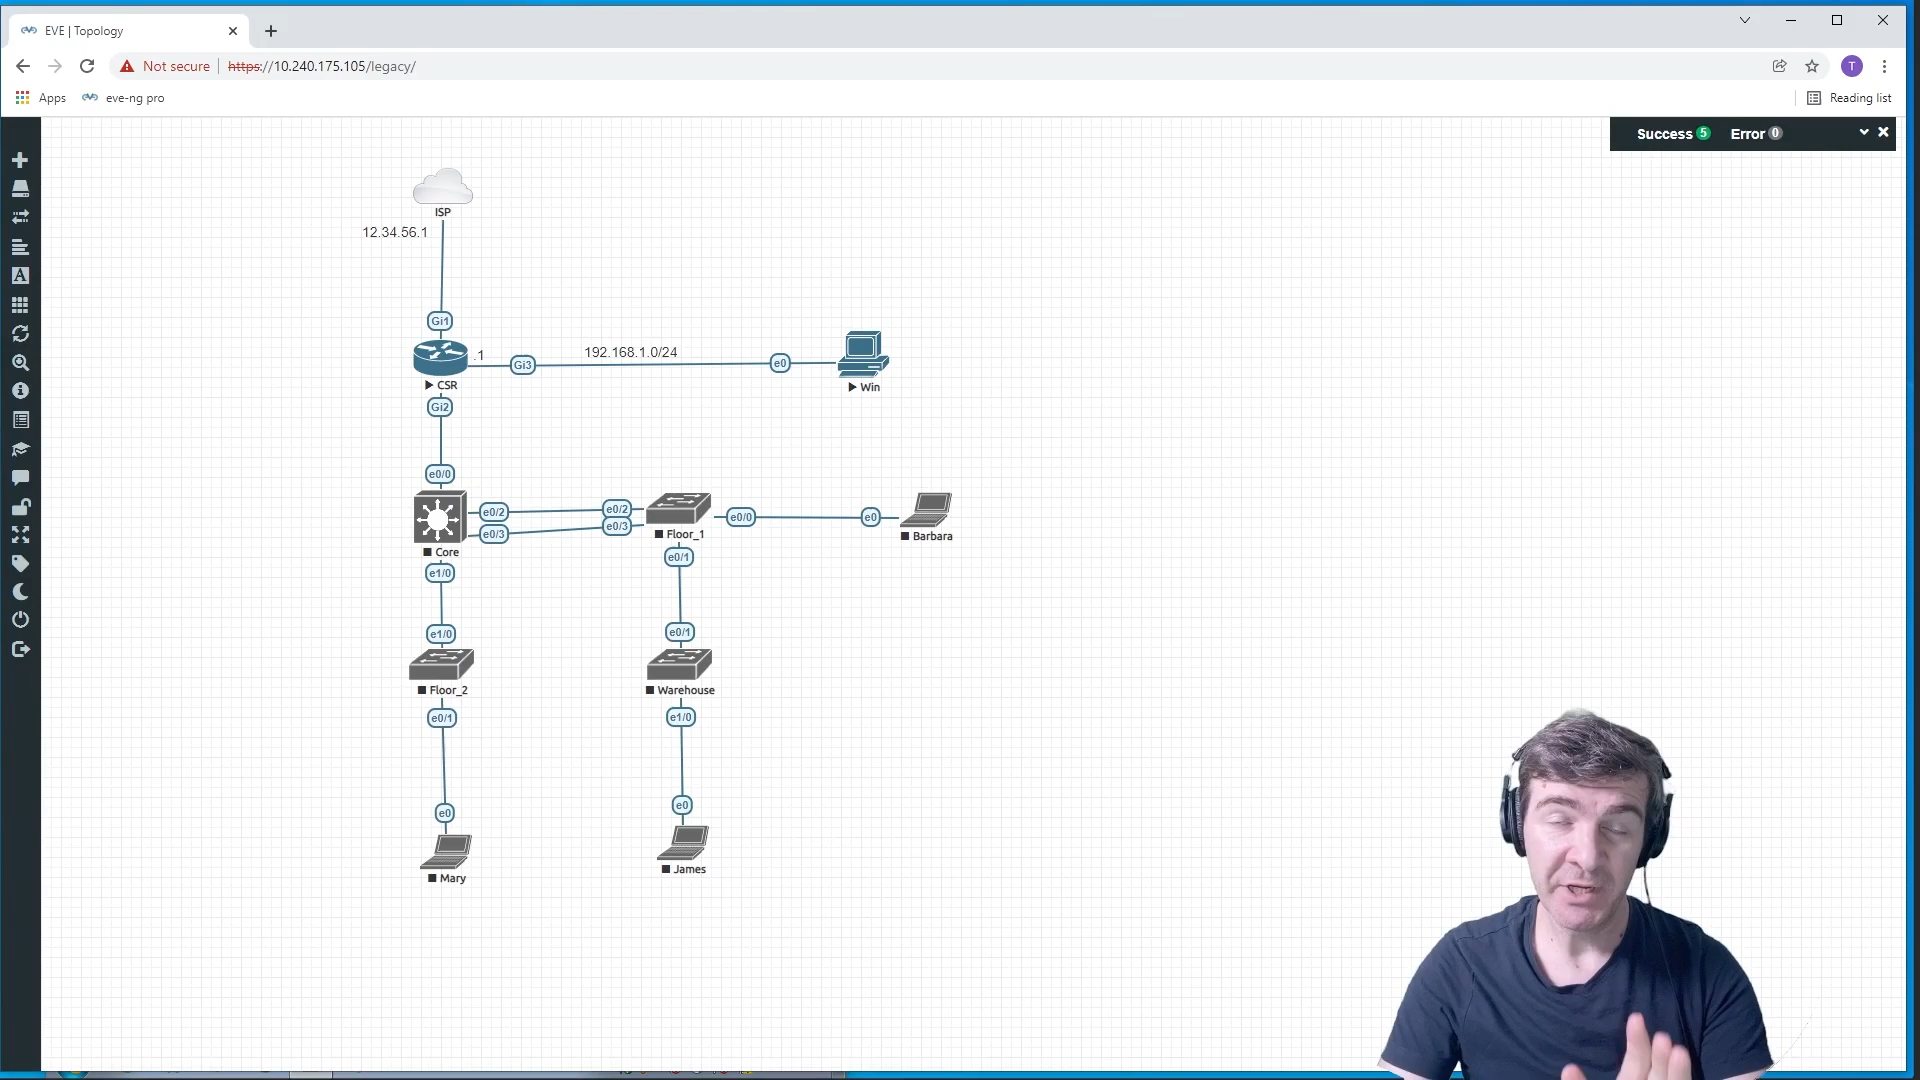 EVE | Topology
Not secure https://10.240.175.105/legacy/
T
Apps eve-ng pro Reading list
Success 5 Error 0
ISP
12.34.56.1
Gi1
.1 Gi3 192.168.1.0/24 e0
CSR Win
Gi2
e0/0
e0/2 e0/2
e0/3 e0/3 e0/0 e0
Core Floor_1 Barbara
e1/0 e0/1
e1/0 e0/1
Floor_2 Warehouse
e0/1 e1/0
e0 e0
Mary James
A